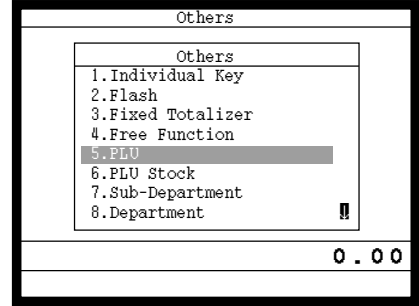 Others
Others
1.Individual Key
2.Flash
3.Fixed Totalizer
4.Free Function
5.PLU
6.PLU Stock
7.Sub-Department
8.Department
0.00